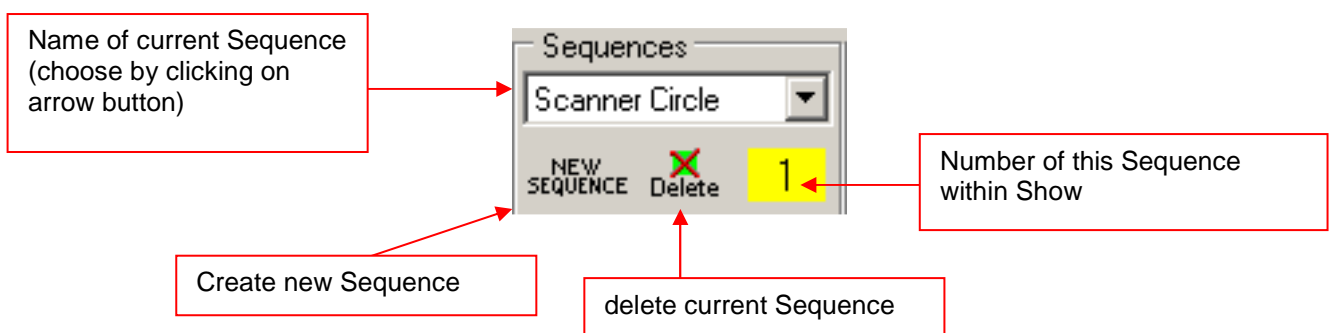 Name of current Sequence
(choose by clicking on
arrow button)
Sequences
Scanner Circle
NEW
SEQUENCE
Delete
1
Number of this Sequence
within Show
Create new Sequence
delete current Sequence